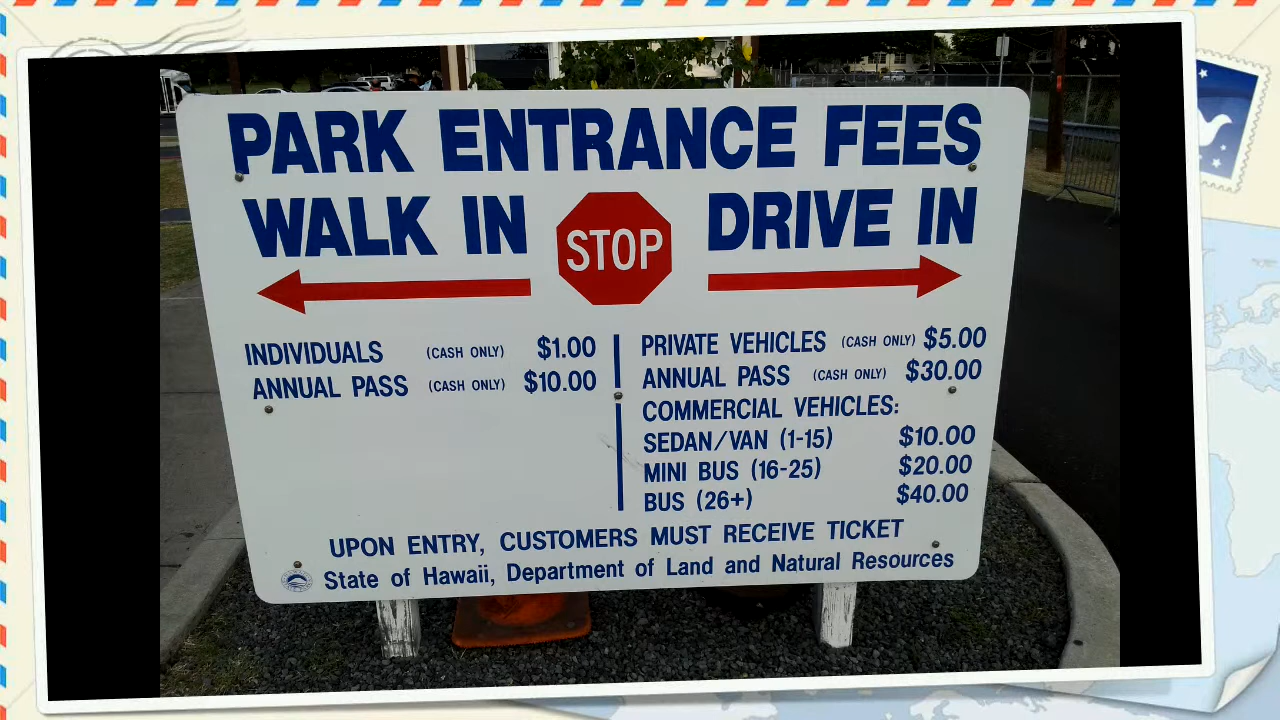 PARK ENTRANCE FEES
WALK IN STOP DRIVE IN
INDIVIDUALS (CASH ONLY) $1.00
ANNUAL PASS (CASH ONLY) $10.00
PRIVATE VEHICLES (CASH ONLY) $5.00
ANNUAL PASS (CASH ONLY) $30.00
COMMERCIAL VEHICLES:
SEDAN/VAN (1-15) $10.00
MINI BUS (16-25) $20.00
BUS (26+) $40.00
UPON ENTRY, CUSTOMERS MUST RECEIVE TICKET
State of Hawaii, Department of Land and Natural Resources